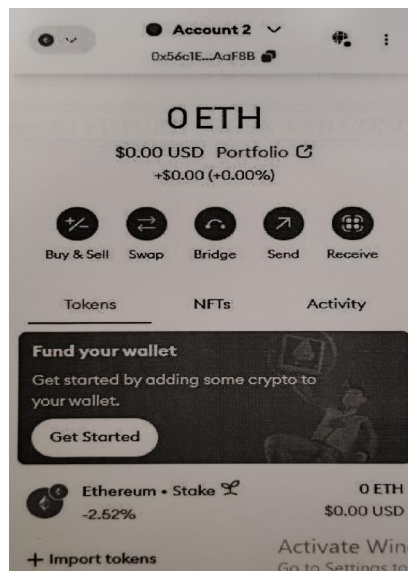 Account 2
0x56c1E...AaF8B
0 ETH
$0.00 USD Portfolio
+$0.00 (+0.00%)
Buy & Sell Swap Bridge Send Receive
Tokens NFTs Activity
Fund your wallet
Get started by adding some crypto to
your wallet.
Get Started
Ethereum • Stake 0 ETH
-2.52% $0.00 USD
+ Import tokens
Activate Win
Go to Settings to